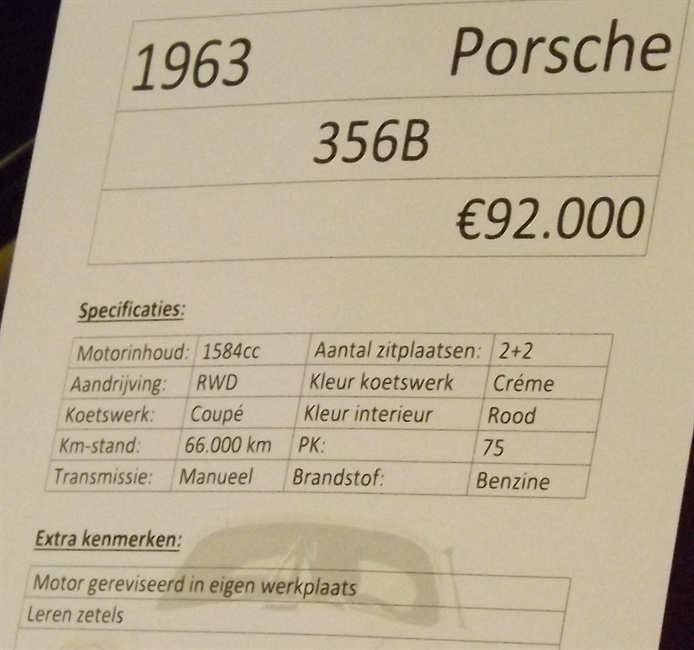 1963 Porsche
356B
€92.000
Specificaties:
Motorinhoud: 1584cc Aantal zitplaatsen: 2+2
Aandrijving: RWD Kleur koetswerk Créme
Koetswerk: Coupé Kleur interieur Rood
Km-stand: 66.000 km PK: 75
Transmissie: Manueel Brandstof: Benzine
Extra kenmerken:
Motor gereviseerd in eigen werkplaats
Leren zetels